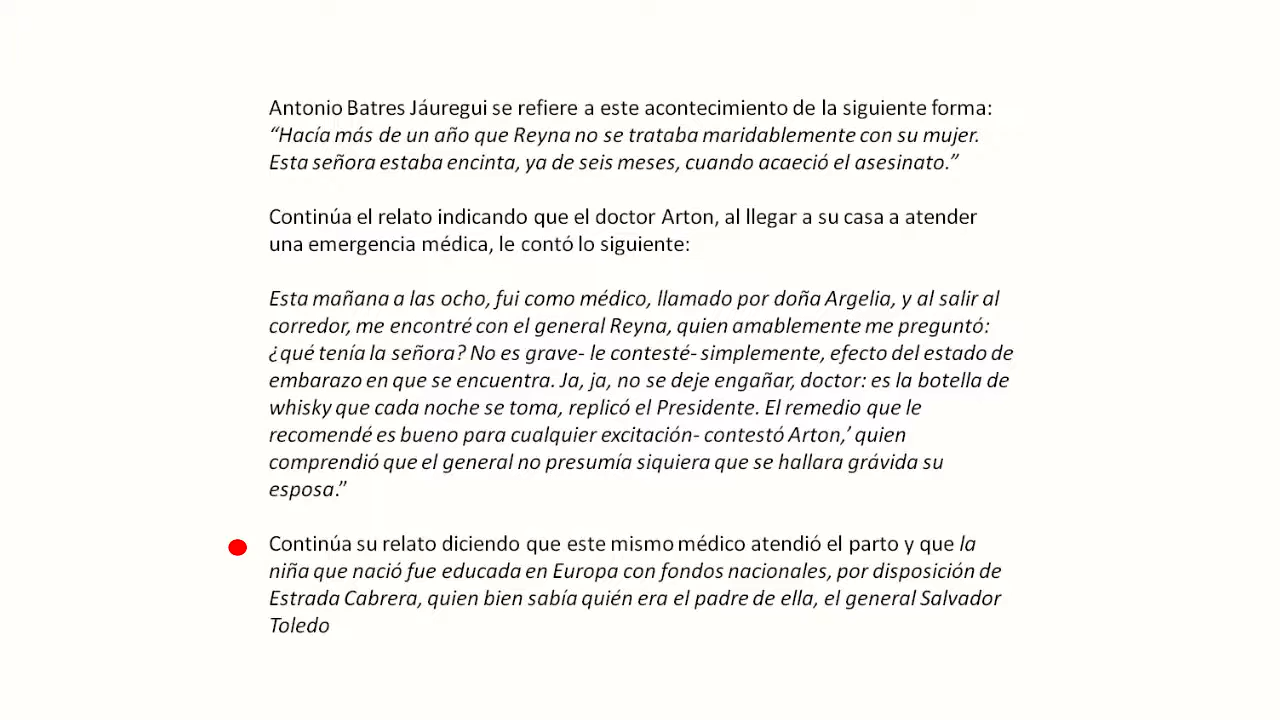 Antonio Batres Jáuregui se refiere a este acontecimiento de la siguiente forma:
“Hacía más de un año que Reyna no se trataba maridablemente con su mujer.
Esta señora estaba encinta, ya de seis meses, cuando acaeció el asesinato.”
Continúa el relato indicando que el doctor Arton, al llegar a su casa a atender
una emergencia médica, le contó lo siguiente:
Esta mañana a las ocho, fui como médico, llamado por doña Argelia, y al salir al
corredor, me encontré con el general Reyna, quien amablemente me preguntó:
¿qué tenía la señora? No es grave- le contesté- simplemente, efecto del estado de
embarazo en que se encuentra. Ja, ja, no se deje engañar, doctor: es la botella de
whisky que cada noche se toma, replicó el Presidente. El remedio que le
recomendé es bueno para cualquier excitación- contestó Arton,’ quien
comprendió que el general no presumía siquiera que se hallara grávida su
esposa.”
Continúa su relato diciendo que este mismo médico atendió el parto y que la
niña que nació fue educada en Europa con fondos nacionales, por disposición de
Estrada Cabrera, quien bien sabía quién era el padre de ella, el general Salvador
Toledo